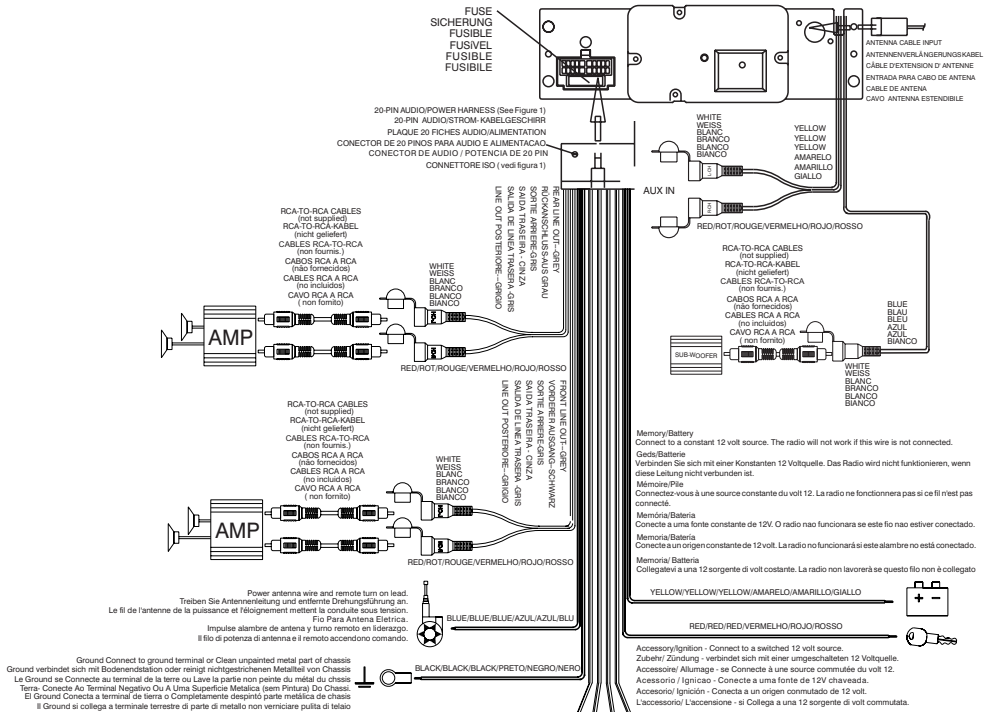 FUSE
SICHERUNG
FUSIBLE
FUSíVEL
FUSIBLE
FUSIBILE
ANTENNA CABLE INPUT
ANTENNENVERLÄNGERUNGSKABEL
CÂBLE D'EXTENSION D' ANTENNE
ENTRADA PARA CABO DE ANTENA
CABLE DE ANTENA
CAVO ANTENNA ESTENDIBILE
20-PIN AUDIO/POWER HARNESS (See Figure 1)
20-PIN AUDIO/STROM- KABELGESCHIRR
PLAQUE 20 FICHES AUDIO/ALIMENTATION
CONECTOR DE 20 PINOS PARA AUDIO E ALIMENTACAO
CONECTOR DE AUDIO / POTENCIA DE 20 PIN
CONNETTORE ISO ( vedi figura 1)
WHITE
WEISS
BLANC
BRANCO
BLANCO
BIANCO
YELLOW
YELLOW
YELLOW
AMARELO
AMARILLO
GIALLO
AUX IN
RED/ROT/ROUGE/VERMELHO/ROJO/ROSSO
REAR LINE OUT--GREY
RÜCKANSCHLUSS-AUS GRAU
SORTIE ARRIERE-GRIS
SAIDA TRASEIRA - CINZA
SALIDA DE LINEA TRASERA -GRIS
LINE OUT POSTERIORE--GRIGIO
RCA-TO-RCA CABLES
(not supplied)
RCA-TO-RCA-KABEL
(nicht geliefert)
CABLES RCA-TO-RCA
(non fournis.)
CABOS RCA A RCA
(não fornecidos)
CABLES RCA A RCA
(no incluidos)
CAVO RCA A RCA
( non fornito)
WHITE
WEISS
BLANC
BRANCO
BLANCO
BIANCO
AMP
RED/ROT/ROUGE/VERMELHO/ROJO/ROSSO
RCA-TO-RCA CABLES
(not supplied)
RCA-TO-RCA-KABEL
(nicht geliefert)
CABLES RCA-TO-RCA
(non fournis.)
CABOS RCA A RCA
(não fornecidos)
CABLES RCA A RCA
(no incluidos)
CAVO RCA A RCA
( non fornito)
BLUE
BLAU
BLEU
AZUL
AZUL
BIANCO
SUB-WOOFER
WHITE
WEISS
BLANC
BRANCO
BLANCO
BIANCO
FRONT LINE OUT--GREY
VORDERER AUSGANG--SCHWARZ
SORTIE ARRIERE-GRIS
SAIDA TRASEIRA - CINZA
SALIDA DE LINEA TRASERA -GRIS
LINE OUT POSTERIORE--GRIGIO
RCA-TO-RCA CABLES
(not supplied)
RCA-TO-RCA-KABEL
(nicht geliefert)
CABLES RCA-TO-RCA
(non fournis.)
CABOS RCA A RCA
(não fornecidos)
CABLES RCA A RCA
(no incluidos)
CAVO RCA A RCA
( non fornito)
WHITE
WEISS
BLANC
BRANCO
BLANCO
BIANCO
AMP
RED/ROT/ROUGE/VERMELHO/ROJO/ROSSO
Memory/Battery
Connect to a constant 12 volt source. The radio will not work if this wire is not connected.
Geds/Batterie
Verbinden Sie sich mit einer Konstanten 12 Voltquelle. Das Radio wird nicht funktionieren, wenn
diese Leitung nicht verbunden ist.
Mémoire/Pile
Connectez-vous à une source constante du volt 12. La radio ne fonctionnera pas si ce fil n'est pas
connecté.
Memória/Bateria
Conecte a uma fonte constante de 12V. O radio nao funcionara se este fio nao estiver conectado.
Memoria/Bateria
Conecte a un origen constante de 12 volt. La radio no funcionará si este alambre no está conectado.
Memoria/ Batteria
Collegatevi a una 12 sorgente di volt costante. La radion non lavorerà se questo filo non è collegato
YELLOW/YELLOW/YELLOW/AMARELO/AMARILLO/GIALLO
+ −
RED/RED/RED/VERMELHO/ROJO/ROSSO
Accessory/Ignition - Connect to a switched 12 volt source.
Zubehr/ Zündung - verbindet sich mit einer umgeschalteten 12 Voltquelle.
Accessoire/ Allumage - se Connecte à une source commutée du volt 12.
Acessorio / Ignicao - Conecte a uma fonte de 12V chaveada.
Accesorio/ Ignición - Conecta a un origen conmutado de 12 volt.
L'accessorio/ L'accensione - si Collega a una 12 sorgente di volt commutata.
Power antenna wire and remote turn on lead.
Treiben Sie Antennenleitung und entfernte Drehungsführung an.
Le fil de l'antenne de la puissance et l'éloignement mettent la conduite sous tension.
Fio Para Antena Eletrica.
Impulse alambre de antena y turno remoto en liderazgo.
Il filo di potenza di antenna e il remoto accendono comando.
BLUE/BLUE/BLUE/AZUL/AZUL/BLU
Ground Connect to ground terminal or Clean unpainted metal part of chassis
Ground verbindet sich mit Bodenendstation oder reinigt nichtgestrichenen Metallteil von Chassis
Le Ground se Connecte au terminal de la terre ou Lave la partie non peinte du métal du chssis
Terra- Conecte Ao Terminal Negativo Ou A Uma Superficie Metalica (sem Pintura) Do Chassi.
El Ground Conecta a terminal de tierra o Completamente despintó parte metálica de chasis
Il Ground si collega a terminale terrestre di parte di metallo non verniciare pulita di telaio
BLACK/BLACK/BLACK/PRETO/NEGRO/NERO